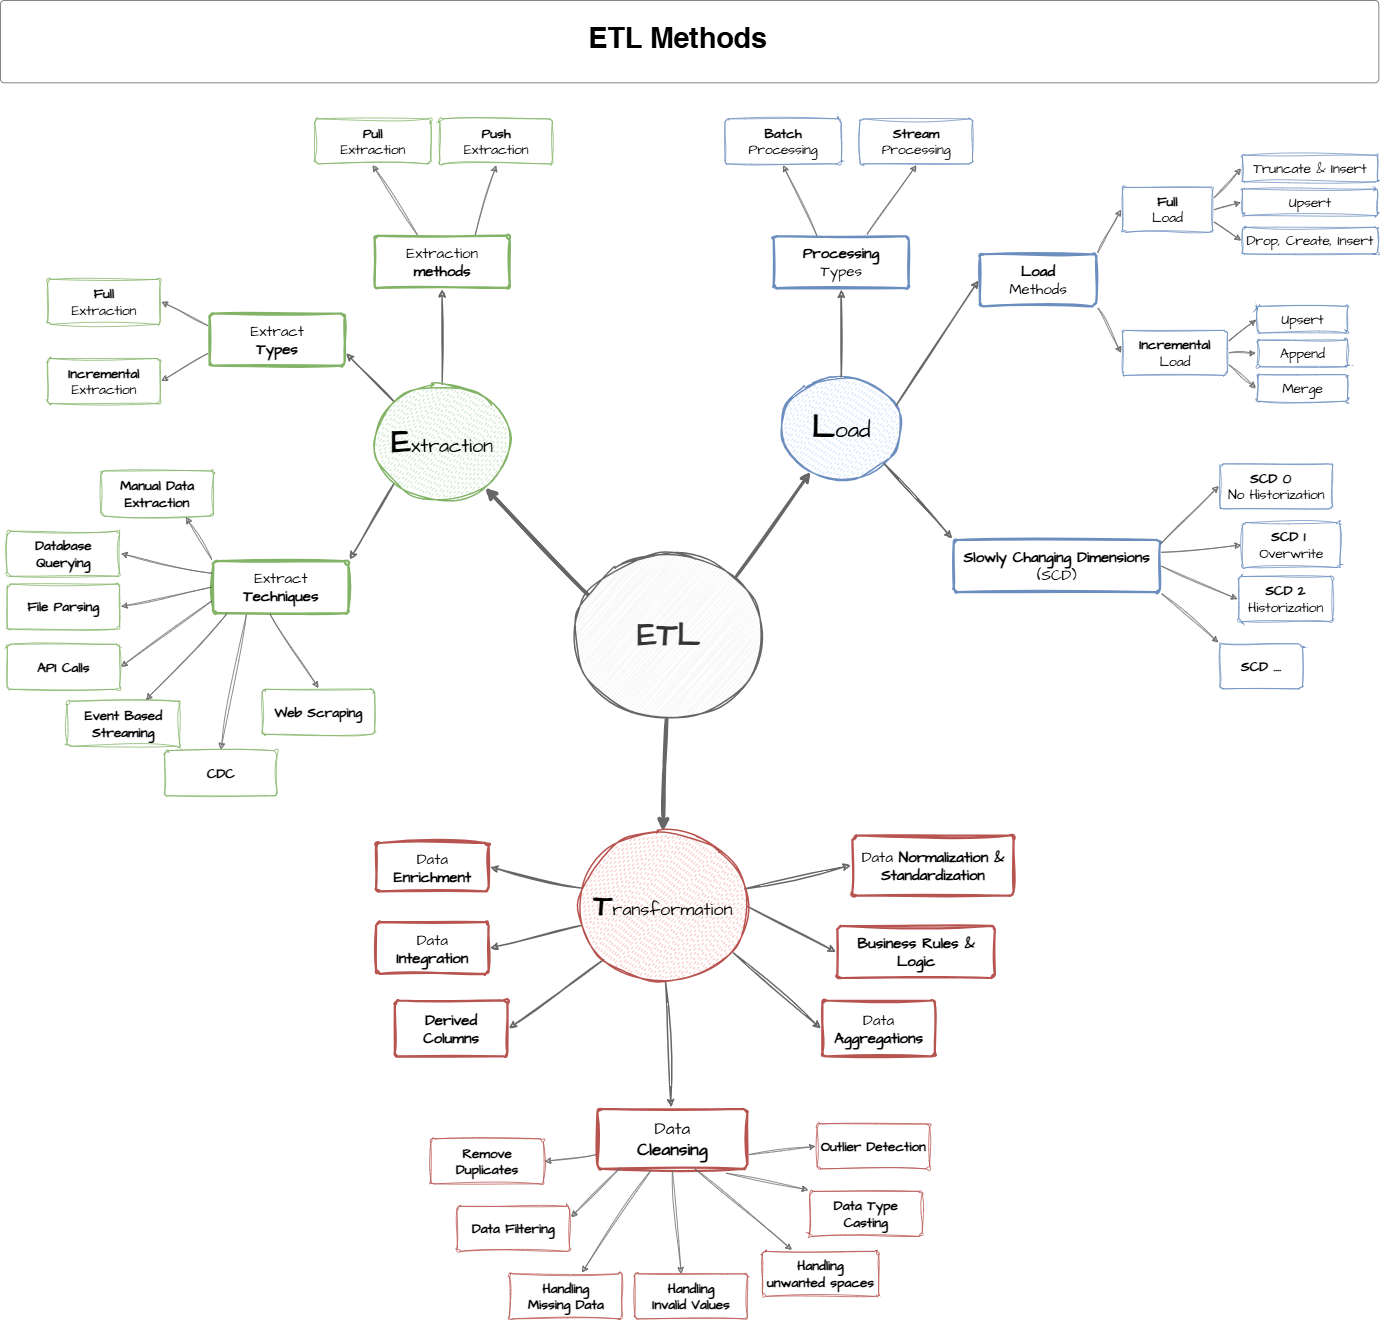 ETL Methods
Pull
Extraction
Push
Extraction
Extraction
methods
Full
Extraction
Incremental
Extraction
Extract
Types
Extraction
Manual Data
Extraction
Database
Querying
File Parsing
API Calls
Event Based
Streaming
CDC
Web Scraping
Extract
Techniques
Batch
Processing
Stream
Processing
Processing
Types
Load
Load
Methods
Full
Load
Truncate & Insert
Upsert
Drop, Create, Insert
Incremental
Load
Upsert
Append
Merge
Slowly Changing Dimensions
(SCD)
SCD 0
No Historization
SCD 1
Overwrite
SCD 2
Historization
SCD ....
ETL
Transformation
Data
Enrichment
Data
Integration
Derived
Columns
Data Normalization &
Standardization
Business Rules &
Logic
Data
Aggregations
Data
Cleansing
Remove
Duplicates
Data Filtering
Handling
Missing Data
Handling
Invalid Values
Handling
unwanted spaces
Data Type
Casting
Outlier Detection